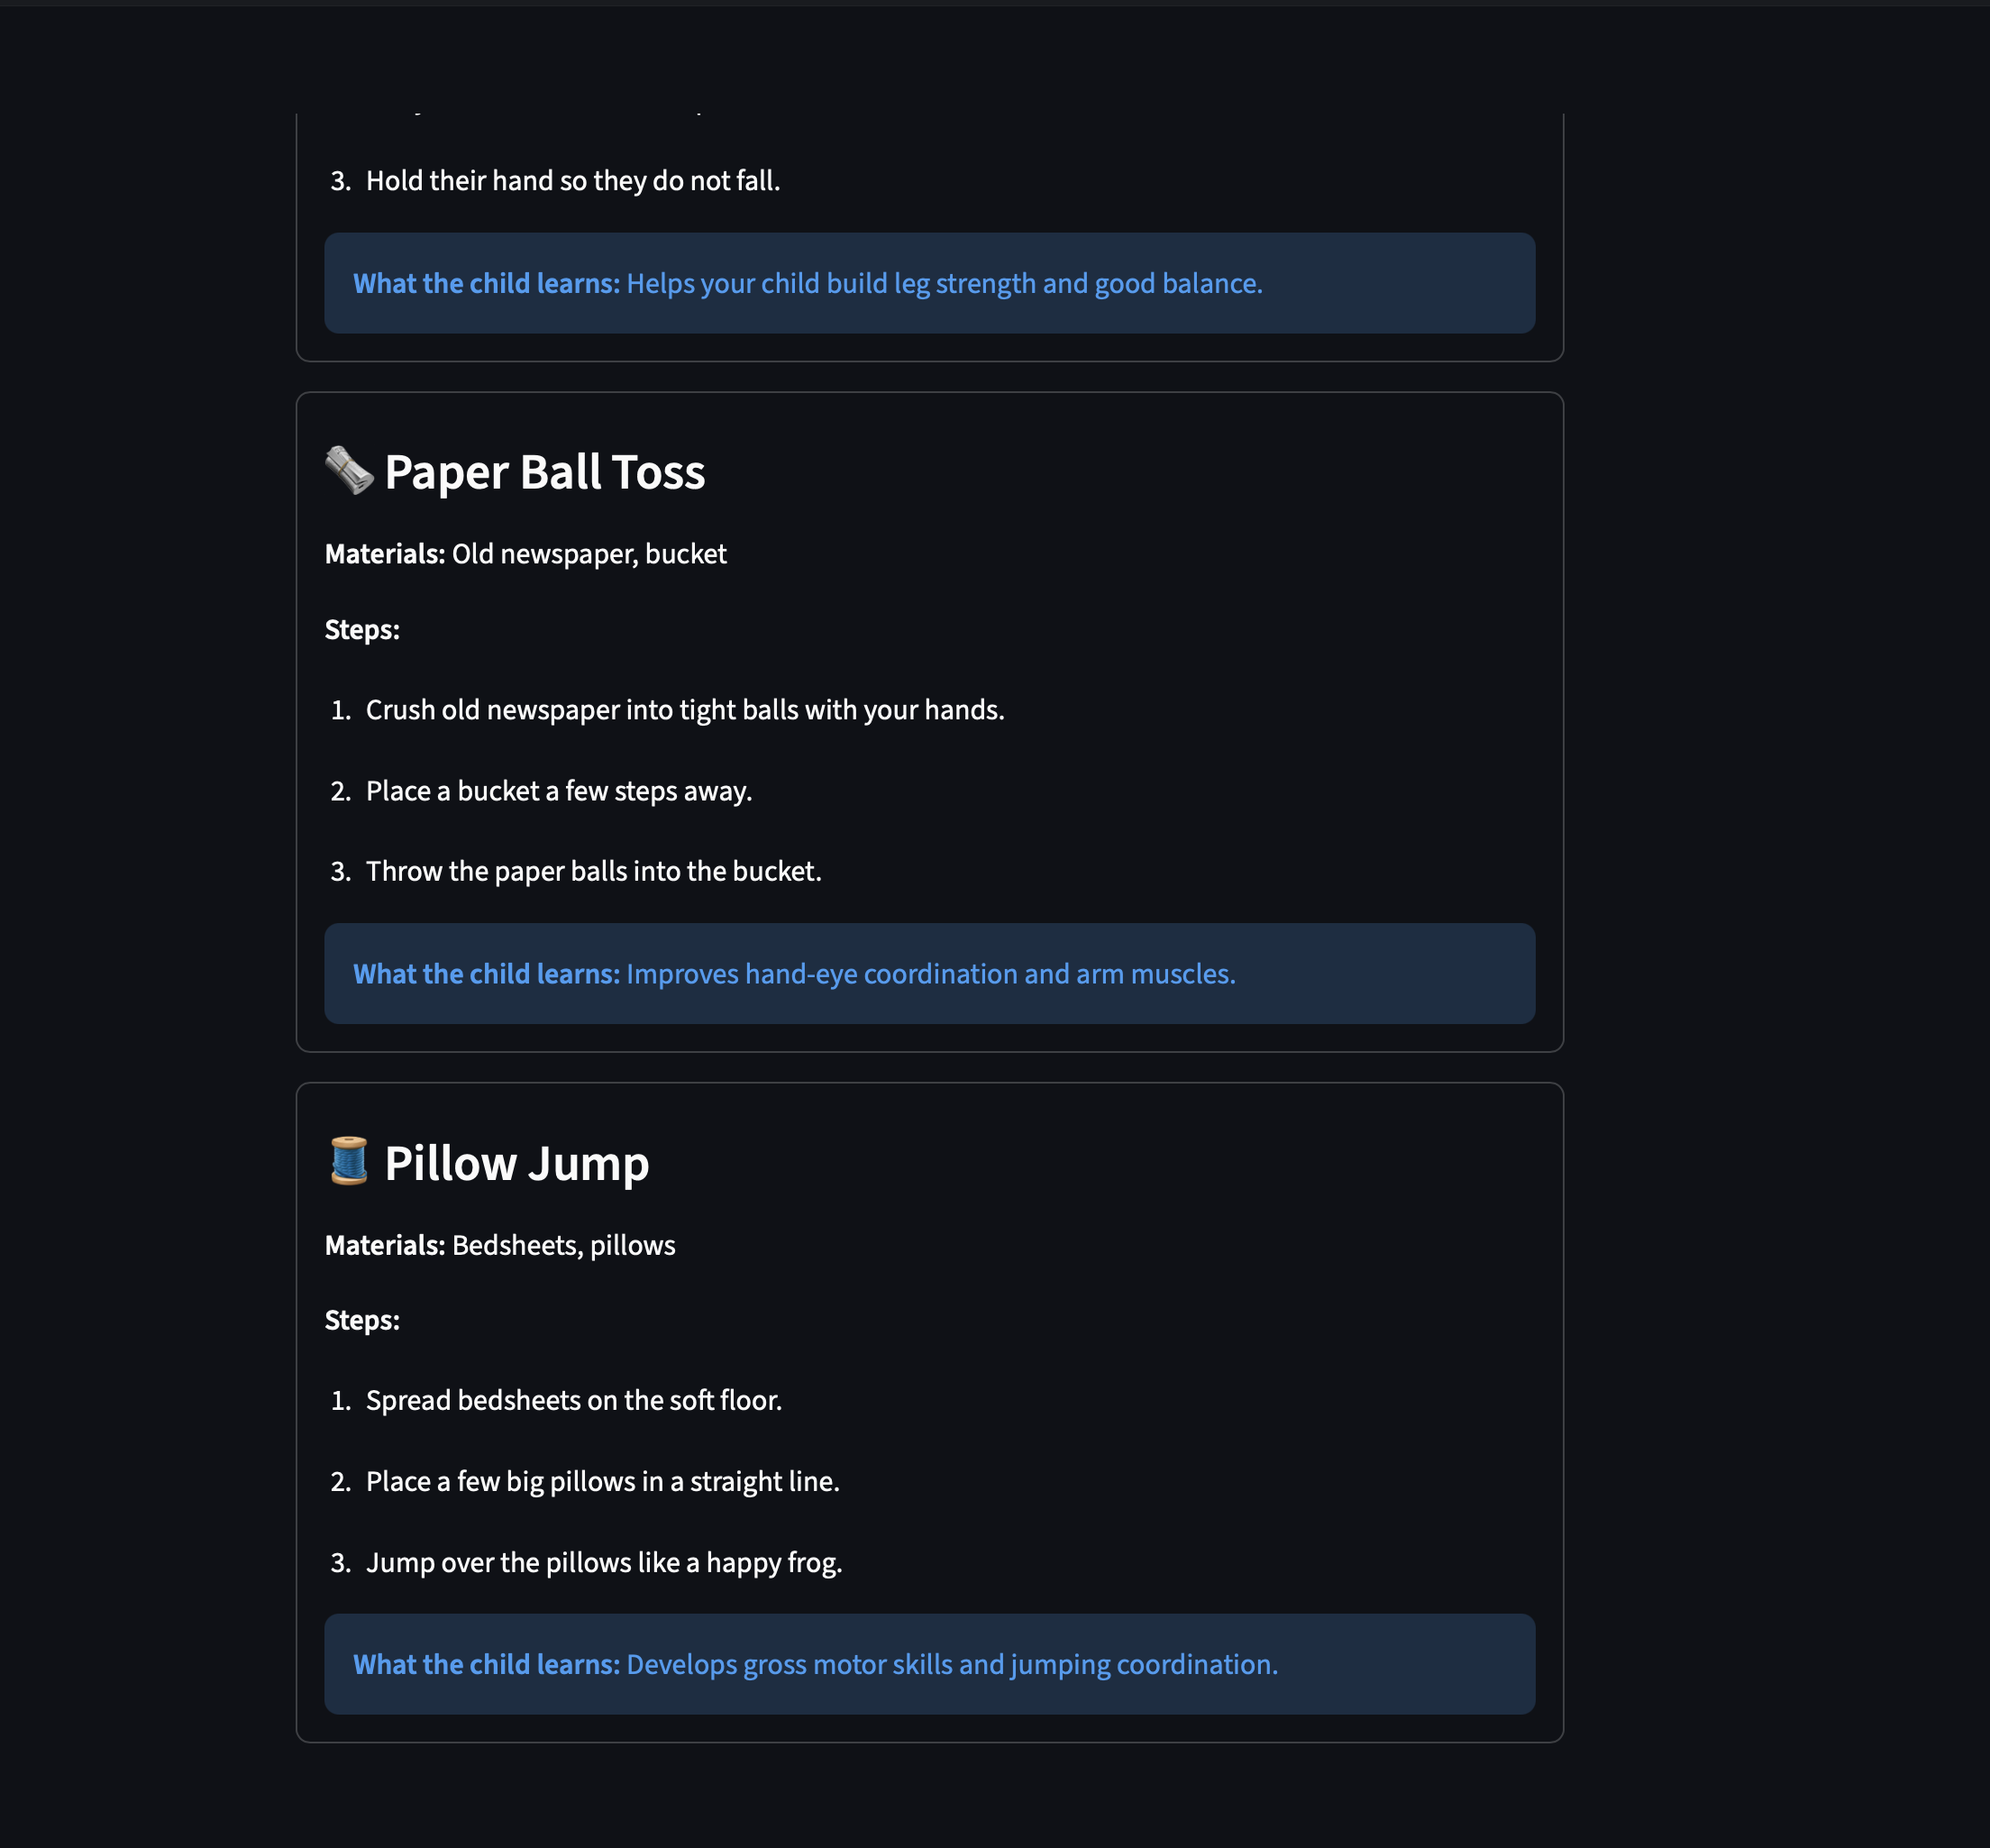 3. Hold their hand so they do not fall.
What the child learns: Helps your child build leg strength and good balance.
Paper Ball Toss
Materials: Old newspaper, bucket
Steps:
1. Crush old newspaper into tight balls with your hands.
2. Place a bucket a few steps away.
3. Throw the paper balls into the bucket.
What the child learns: Improves hand-eye coordination and arm muscles.
Pillow Jump
Materials: Bedsheets, pillows
Steps:
1. Spread bedsheets on the soft floor.
2. Place a few big pillows in a straight line.
3. Jump over the pillows like a happy frog.
What the child learns: Develops gross motor skills and jumping coordination.